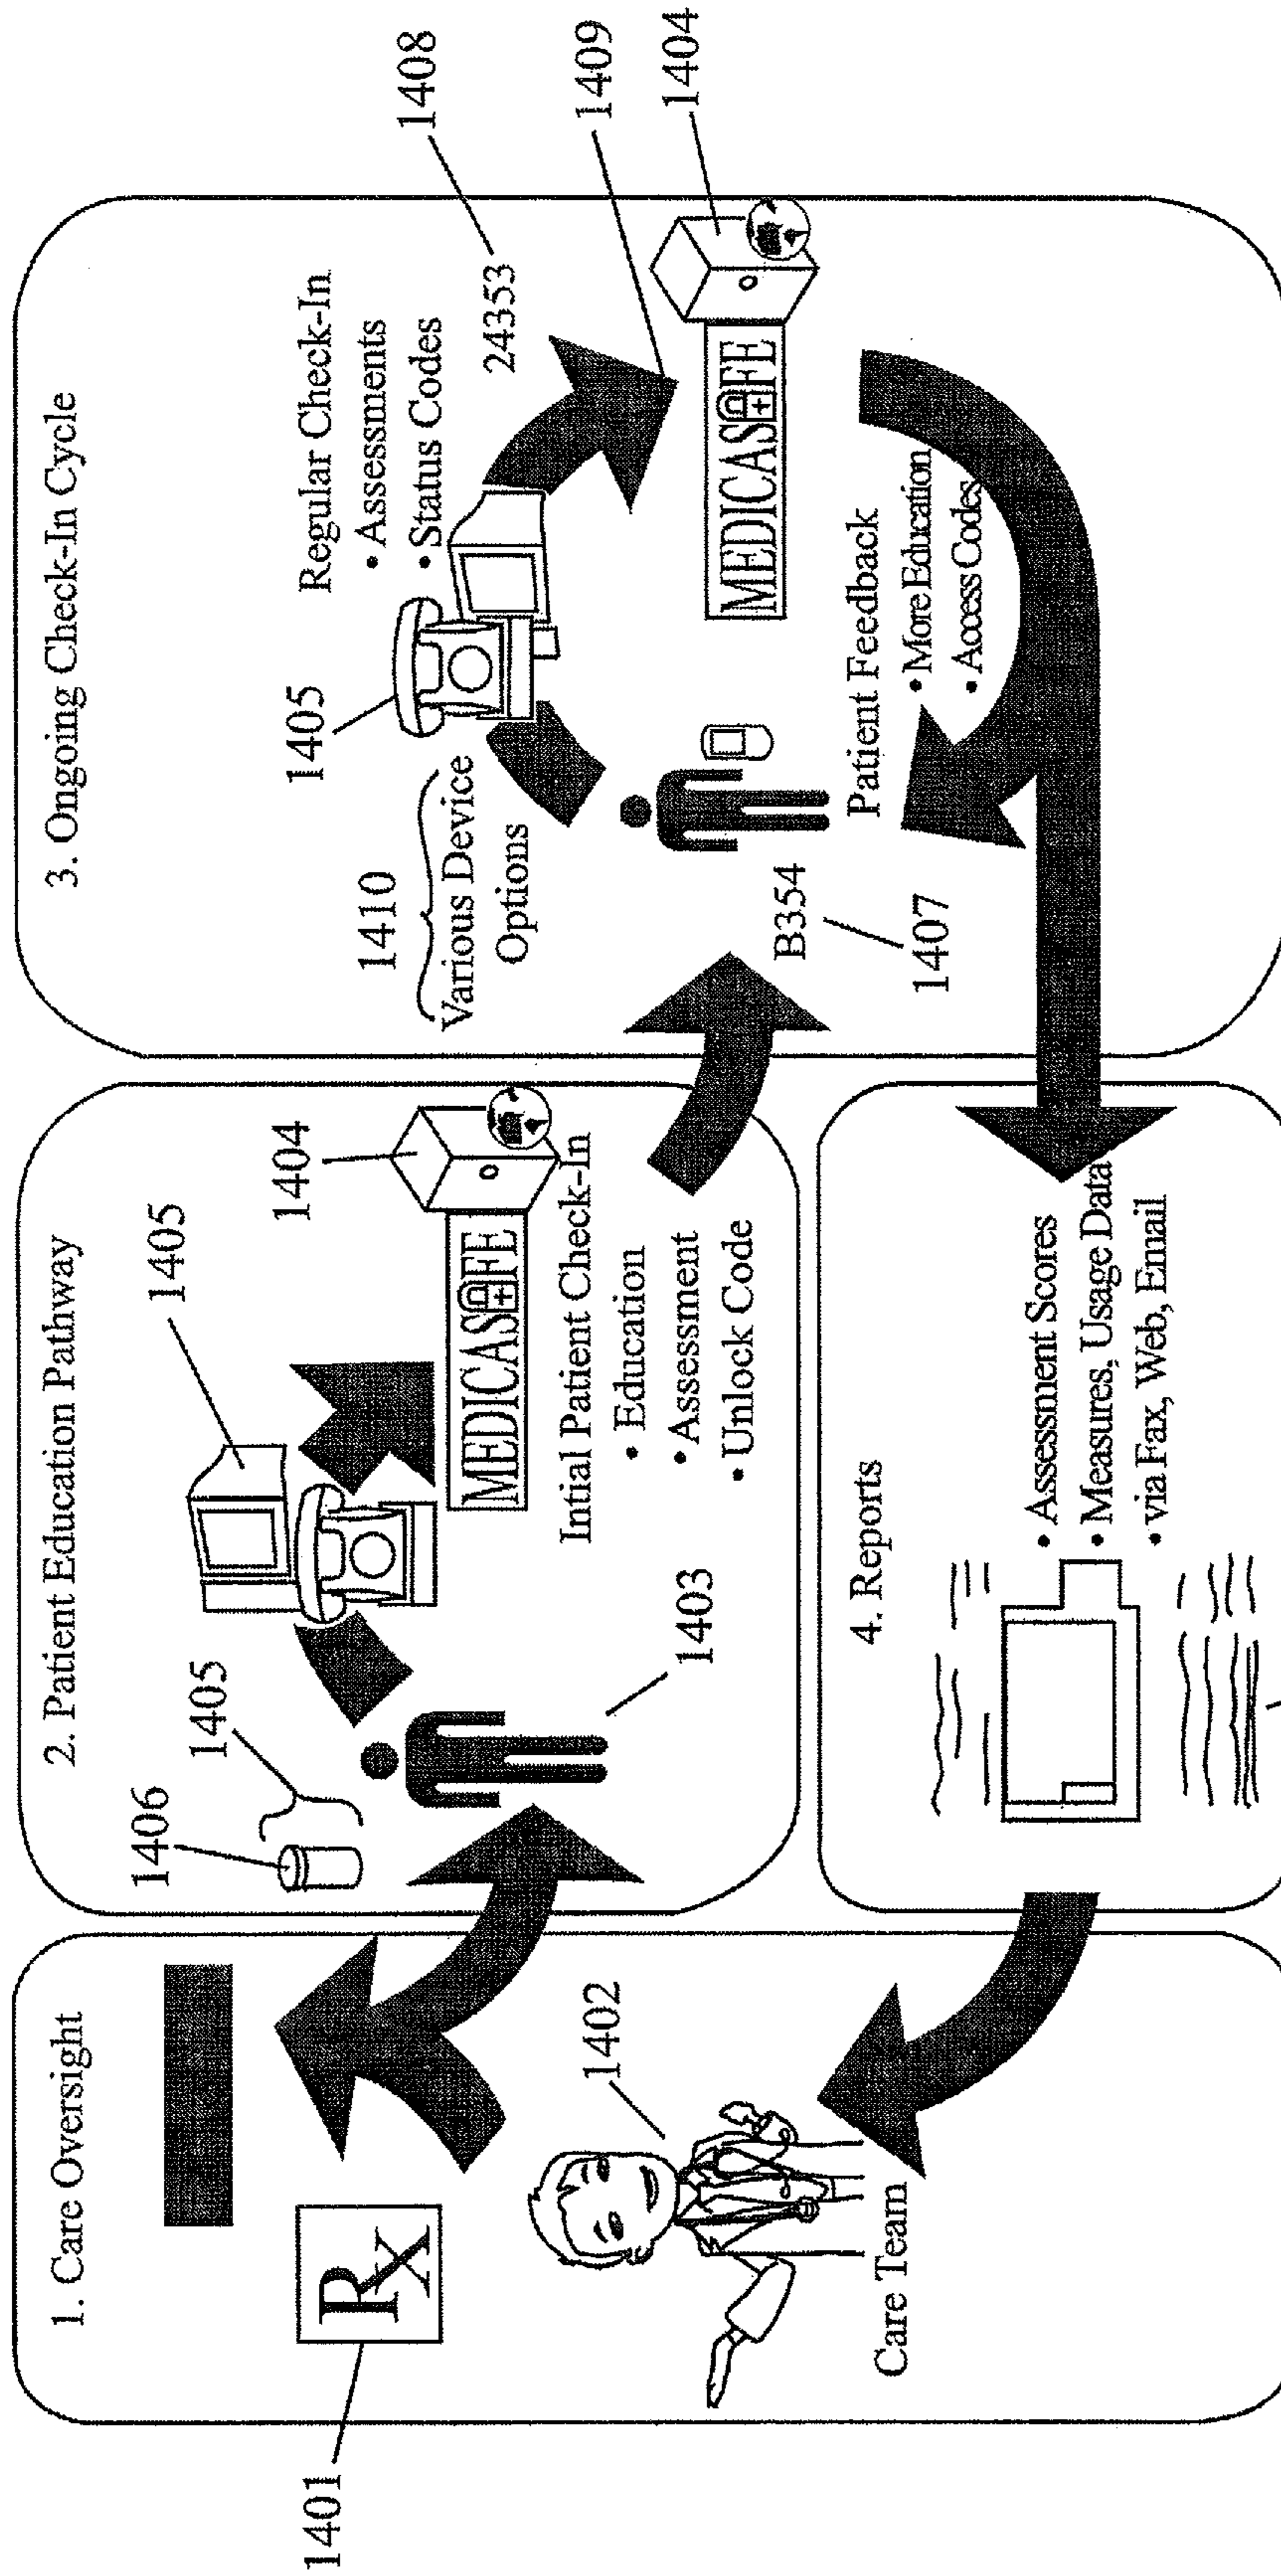 1. Care Oversight
1401
Rx
1402
Care Team
2. Patient Education Pathway
1406
1405
1405
1404
1403
MEDICASAFE
Intial Patient Check-In
• Education
• Assessment
• Unlock Code
3. Ongoing Check-In Cycle
1410
Various Device
Options
1405
Regular Check-In
• Assessments
• Status Codes
24353
1408
1409
1404
MEDICASAFE
B354
1407
Patient Feedback
• More Education
• Access Codes
4. Reports
• Assessment Scores
• Measures, Usage Data
• via Fax, Web, Email